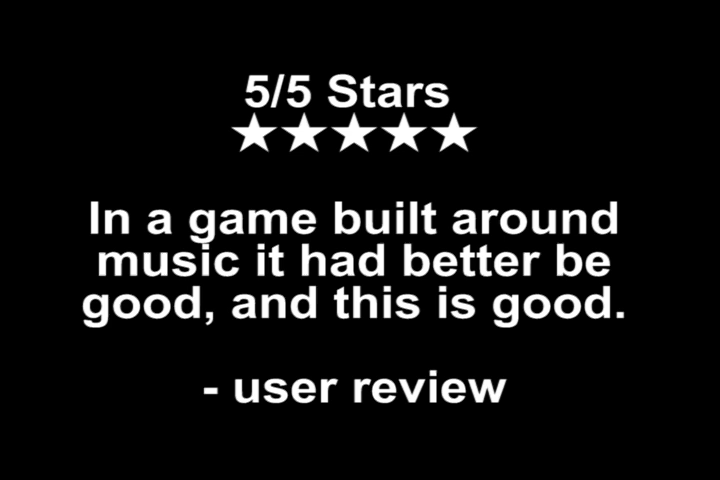 5/5 Stars
★★★★★
In a game built around
music it had better be
good, and this is good.
- user review